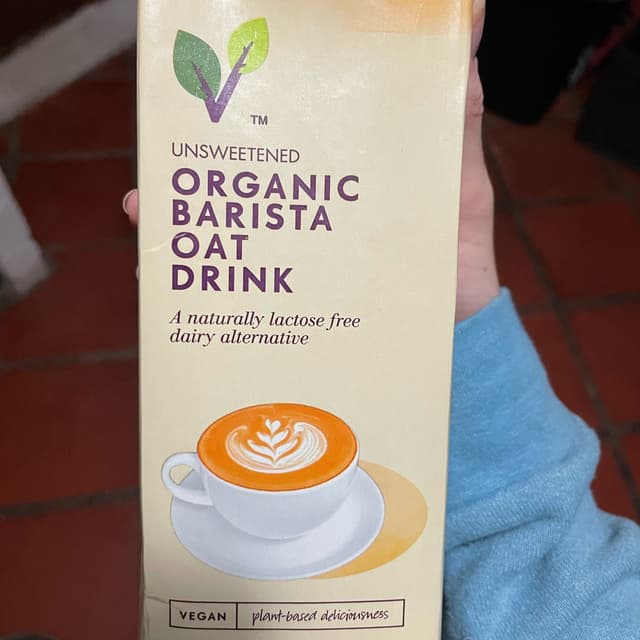 V ™
UNSWEETENED
ORGANIC
BARISTA
OAT
DRINK
A naturally lactose free
dairy alternative
VEGAN plant-based deliciousness